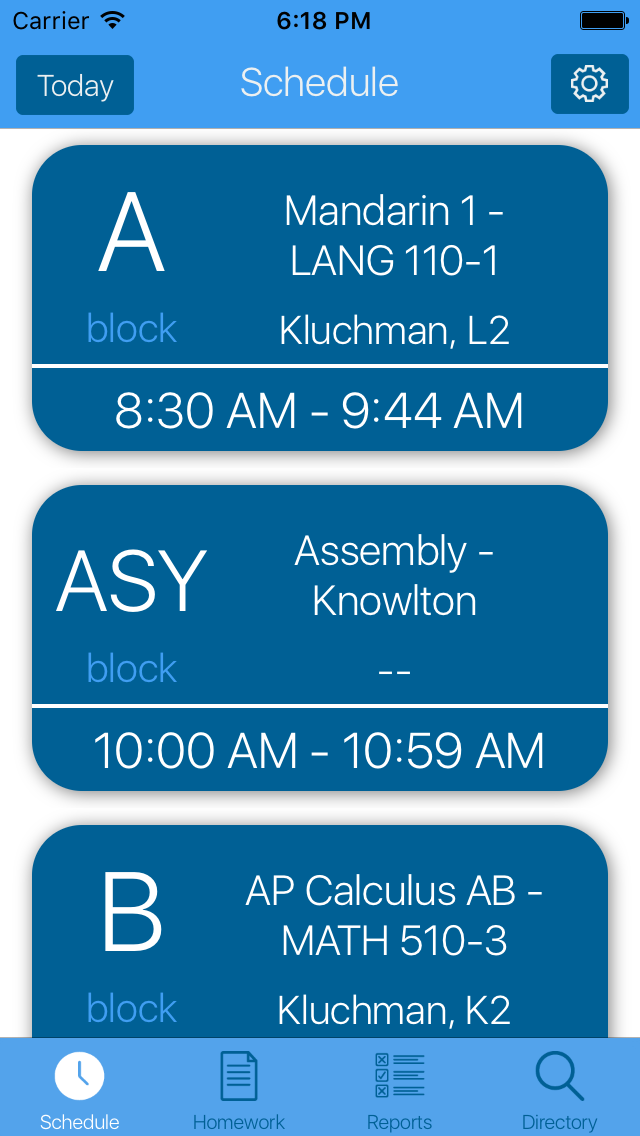 Carrier 6:18 PM
Today Schedule
A
Mandarin 1 -
LANG 110-1
block
Kluchman, L2
8:30 AM - 9:44 AM
ASY
Assembly -
Knowlton
block
--
10:00 AM - 10:59 AM
B
AP Calculus AB -
MATH 510-3
block
Kluchman, K2
Schedule Homework Reports Directory